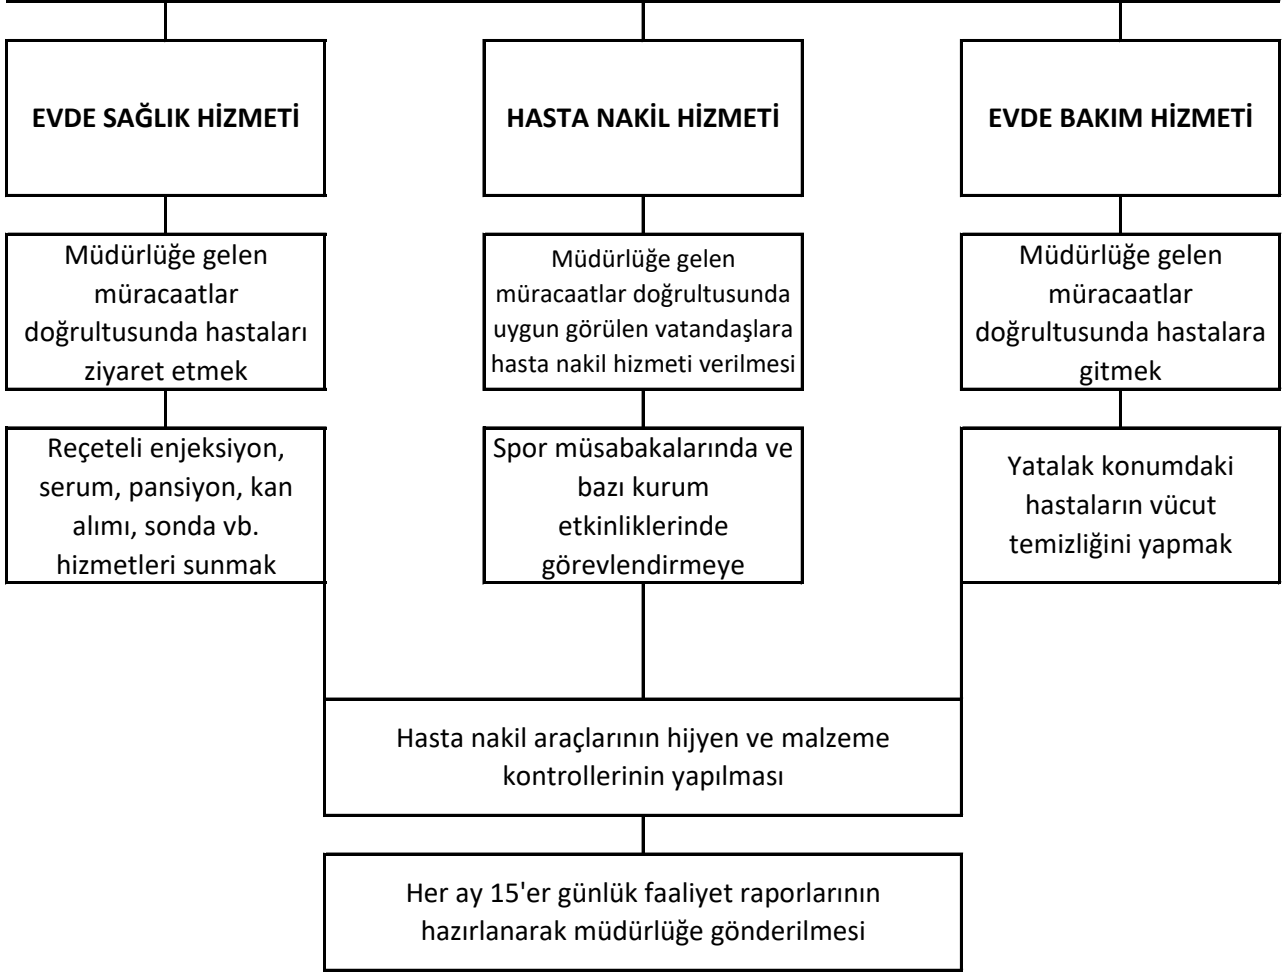 EVDE SAĞLIK HİZMETİ
HASTA NAKİL HİZMETİ
EVDE BAKIM HİZMETİ
Müdürlüğe gelen
müracaatlar
doğrultusunda hastaları
ziyaret etmek
Müdürlüğe gelen
müracaatlar doğrultusunda
uygun görülen vatandaşlara
hasta nakil hizmeti verilmesi
Müdürlüğe gelen
müracaatlar
doğrultusunda hastalara
gitmek
Reçeteli enjeksiyon,
serum, pansiyon, kan
alımı, sonda vb.
hizmetleri sunmak
Spor müsabakalarında ve
bazı kurum
etkinliklerinde
görevlendirmeye
Yatalak konumdaki
hastaların vücut
temizliğini yapmak
Hasta nakil araçlarının hijyen ve malzeme
kontrollerinin yapılması
Her ay 15'er günlük faaliyet raporlarının
hazırlanarak müdürlüğe gönderilmesi